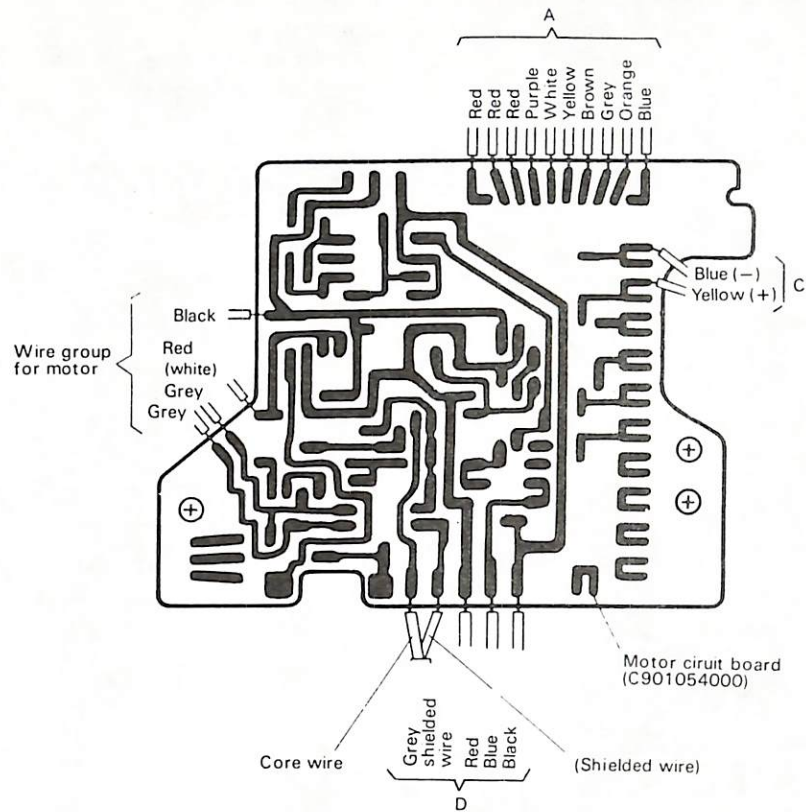 A
Red
Red
Red
Purple
White
Yellow
Brown
Grey
Orange
Blue
Blue (−)
Yellow (+)
C
Black
Wire group
for motor
Red
(white)
Grey
Grey
Motor ciruit board
(C901054000)
Core wire
Grey
shielded
wire
Red
Blue
Black
(Shielded wire)
D